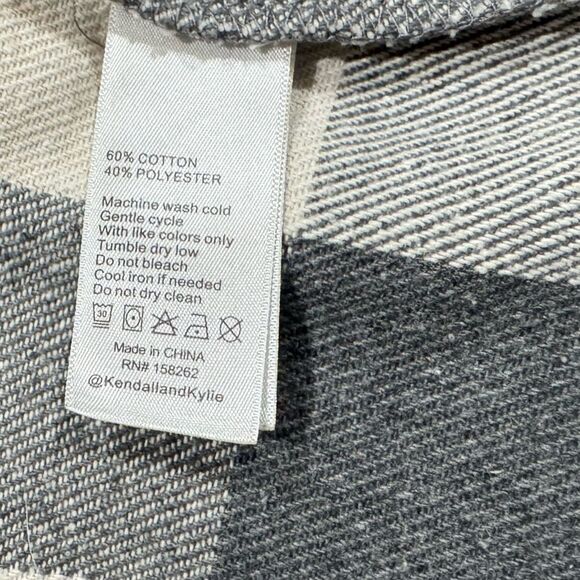 60% COTTON
40% POLYESTER
Machine wash cold
Gentle cycle
With like colors only
Tumble dry low
Do not bleach
Cool iron if needed
Do not dry clean
30
Made in CHINA
RN# 158262
@KendallandKylie